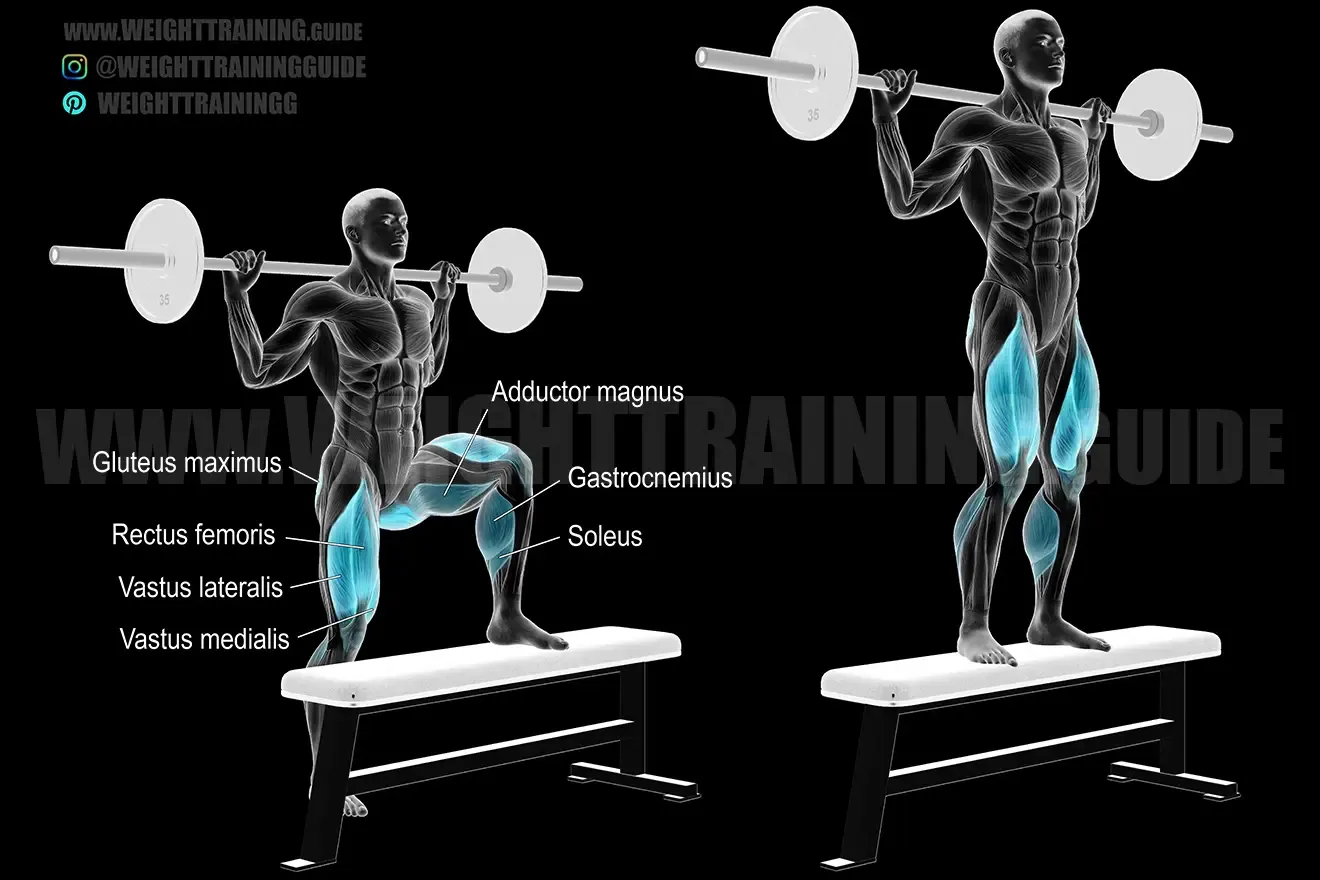 WWW.WEIGHTTRAINING.GUIDE
@WEIGHTTRAININGGUIDE
WEIGHTTRAININGG
35
35
Adductor magnus
WWW.WEIGHTTRAINING.GUIDE
Gluteus maximus
Gastrocnemius
Rectus femoris
Soleus
Vastus lateralis
Vastus medialis